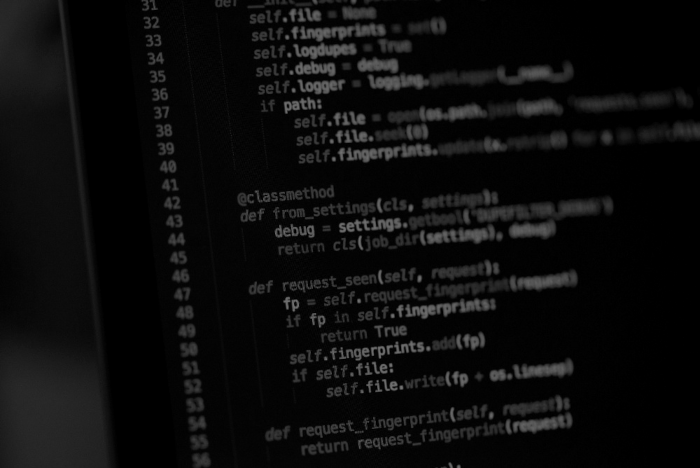 31 def __init__(self,
32 self.file = None
33 self.fingerprints = set()
34 self.logdupes = True
35 self.debug = debug
36 self.logger = logging.getLogger(__name__)
37 if path:
38 self.file = open(os.path.join(path, 'requests.seen'),
39 self.file.seek(0)
40 self.fingerprints.update(x.rstrip() for x in self.file
41
42 @classmethod
43 def from_settings(cls, settings):
44 debug = settings.getbool('DUPEFILTER_DEBUG')
45 return cls(job_dir(settings), debug)
46
47 def request_seen(self, request):
48 fp = self.request_fingerprint(request)
49 if fp in self.fingerprints:
50 return True
51 self.fingerprints.add(fp)
52 if self.file:
53 self.file.write(fp + os.linesep)
54
55 def request_fingerprint(self, request):
56 return request_fingerprint(request)